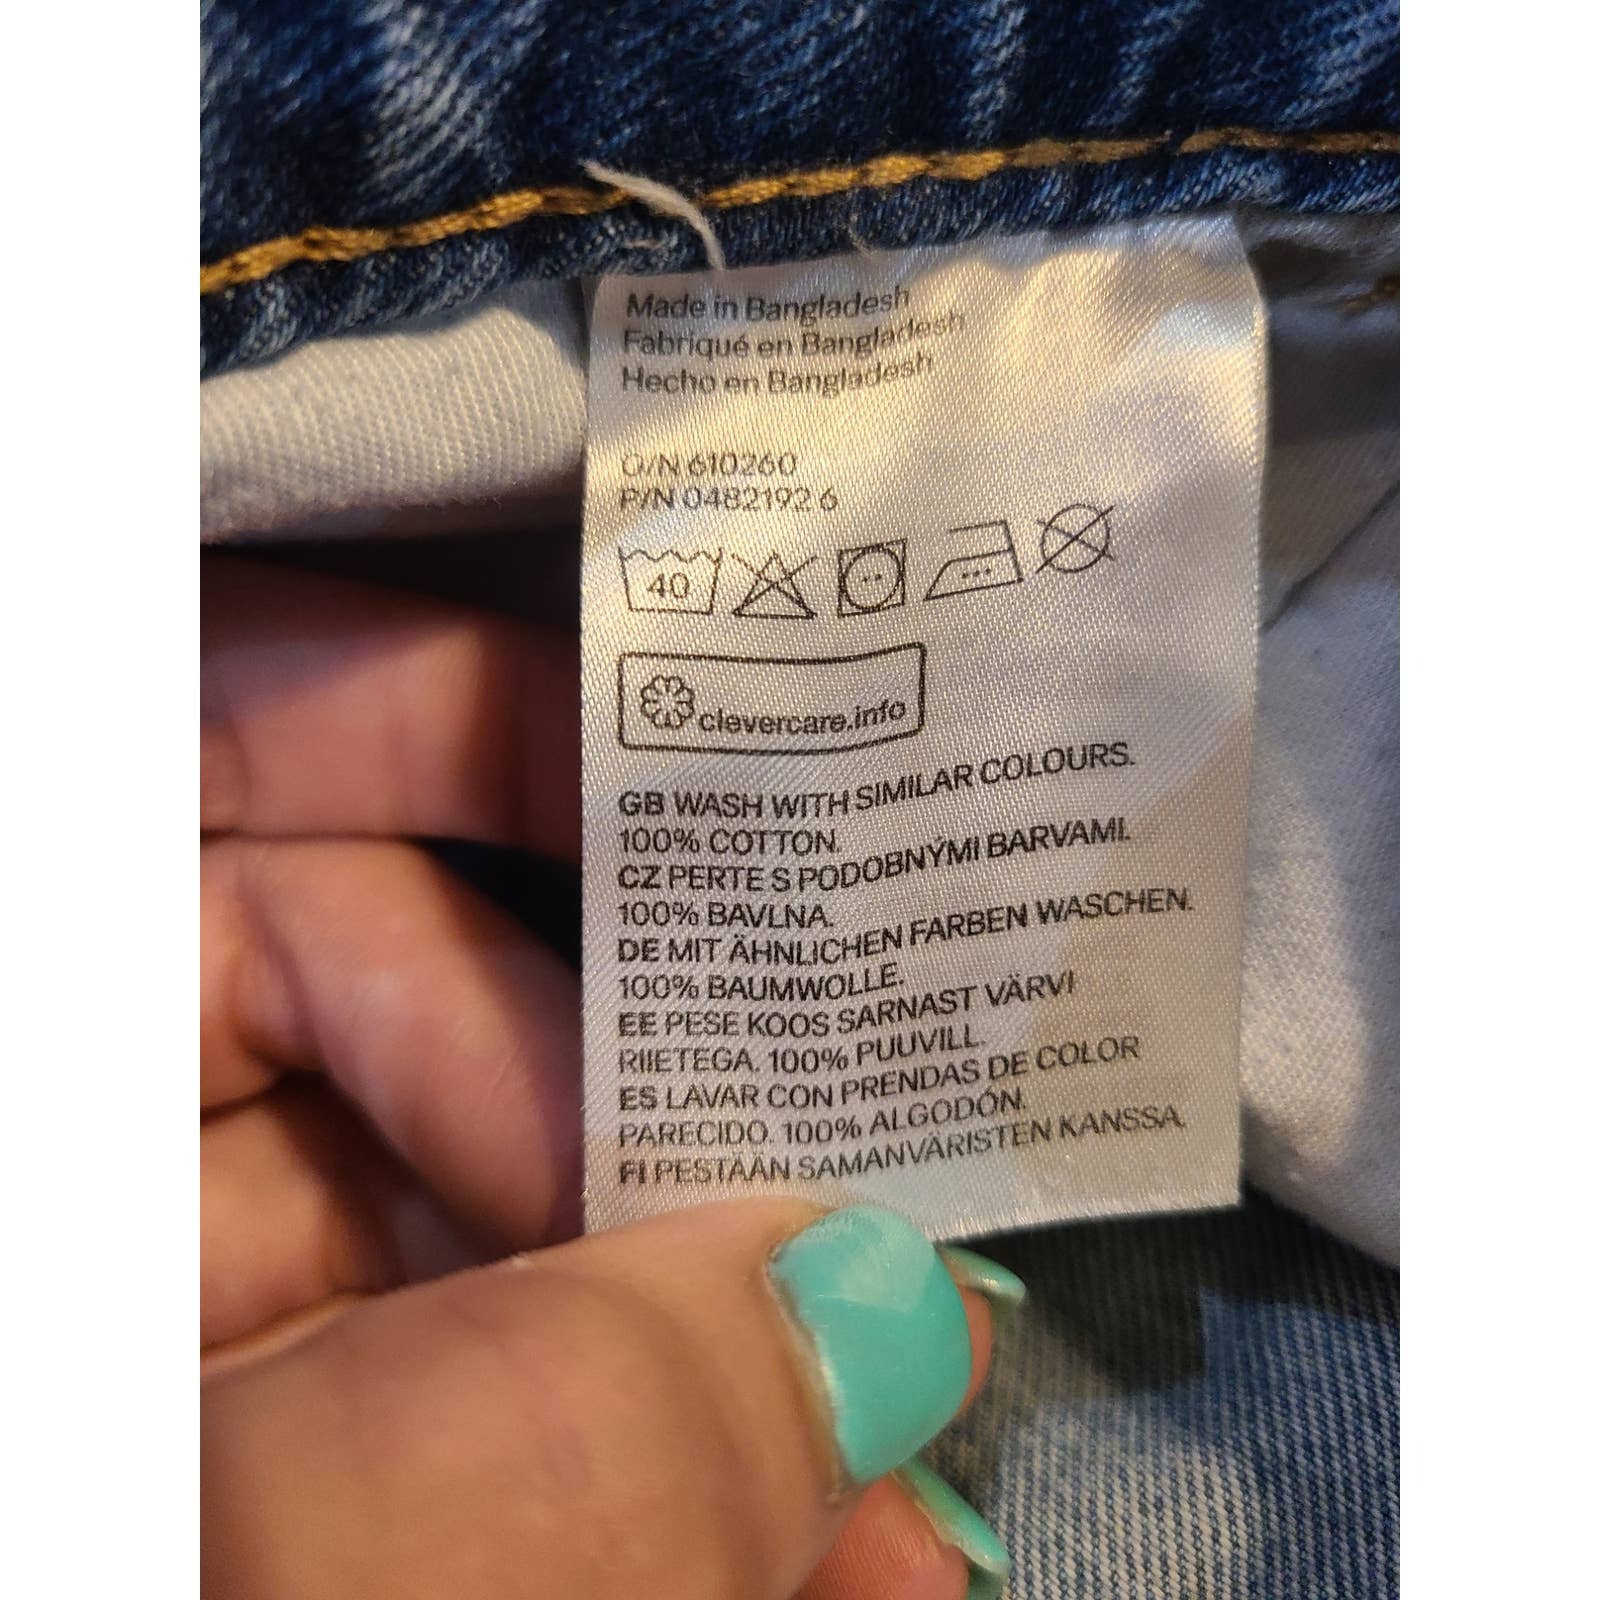 Made in Bangladesh
Fabriqué en Bangladesh
Hecho en Bangladesh
O/N 610260
P/N 0482192 6
40
clevercare.info
GB WASH WITH SIMILAR COLOURS.
100% COTTON.
CZ PERTE S PODOBNÝMI BARVAMI.
100% BAVLNA.
DE MIT ÄHNLICHEN FARBEN WASCHEN.
100% BAUMWOLLE.
EE PESE KOOS SARNAST VÄRVI
RIIETEGA. 100% PUUVILL.
ES LAVAR CON PRENDAS DE COLOR
PARECIDO. 100% ALGODÓN.
FI PESTÄÄN SAMANVÄRISTEN KANSSA.